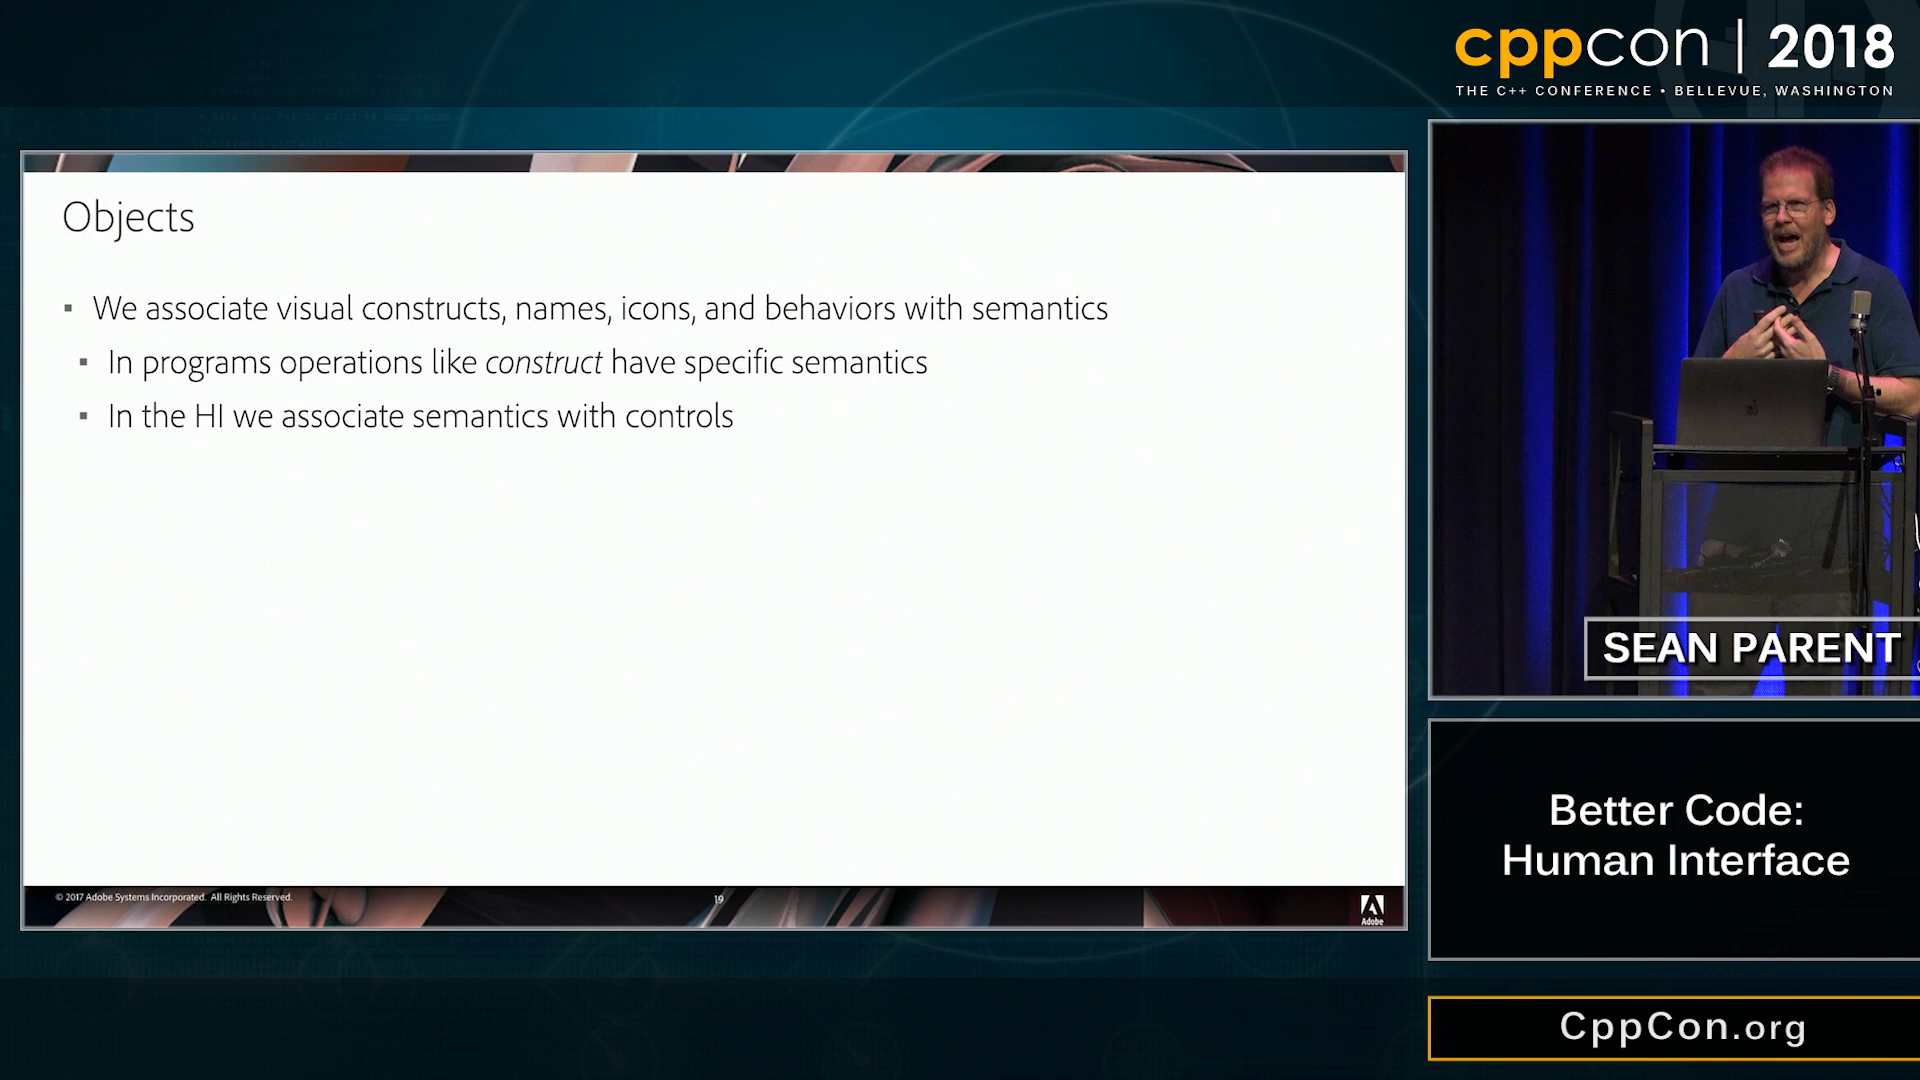 cppcon | 2018
THE C++ CONFERENCE • BELLEVUE, WASHINGTON
Objects
▪ We associate visual constructs, names, icons, and behaviors with semantics
▪ In programs operations like construct have specific semantics
▪ In the HI we associate semantics with controls
© 2017 Adobe Systems Incorporated. All Rights Reserved.
19
Adobe
SEAN PARENT
Better Code:
Human Interface
CppCon.org